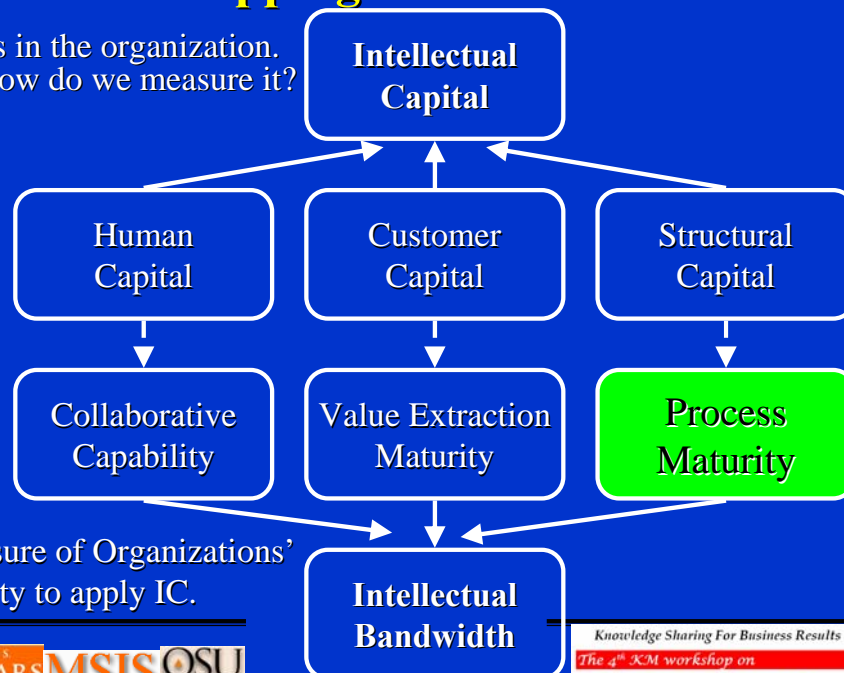 s in the organization.
ow do we measure it?
Intellectual
Capital
Human
Capital
Customer
Capital
Structural
Capital
Collaborative
Capability
Value Extraction
Maturity
Process
Maturity
sure of Organizations'
ty to apply IC.
Intellectual
Bandwidth
MSIS
OSU
Knowledge Sharing For Business Results
The 4th KM workshop on